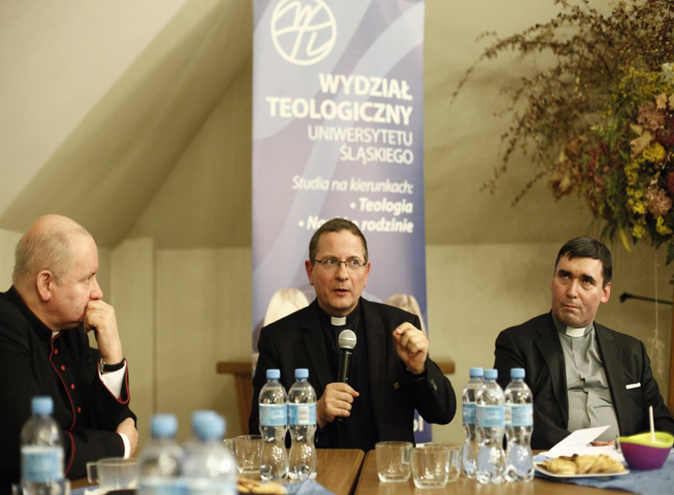 WYDZIAŁ
TEOLOGICZNY
UNIWERSYTETU
ŚLĄSKIEGO
Studia na kierunkach:
• Teologia
• rodzinie